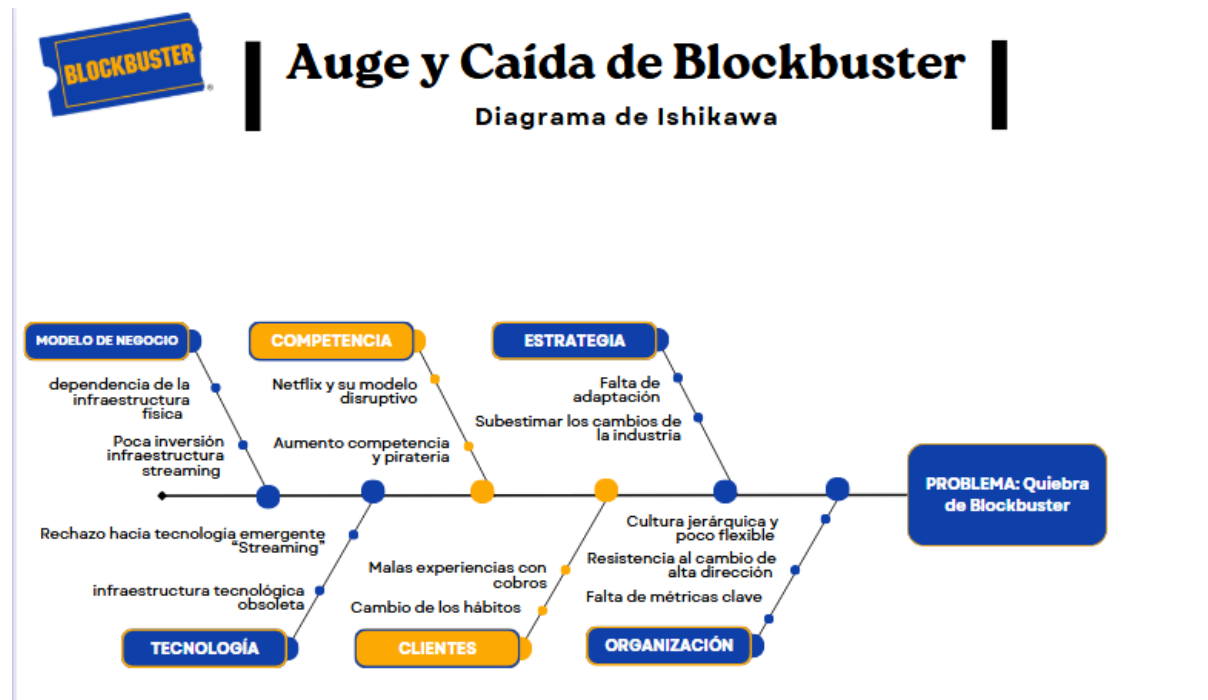 BLOCKBUSTER
®
Auge y Caída de Blockbuster
Diagrama de Ishikawa
MODELO DE NEGOCIO
COMPETENCIA
ESTRATEGIA
dependencia de la
infraestructura
física
Poca inversión
infraestructura
streaming
Netflix y su modelo
disruptivo
Aumento competencia
y pirateria
Falta de
adaptación
Subestimar los cambios de
la industria
PROBLEMA: Quiebra
de Blockbuster
Rechazo hacia tecnologia emergente
“Streaming”
infraestructura tecnológica
obsoleta
Malas experiencias con
cobros
Cambio de los hábitos
Cultura jerárquica y
poco flexible
Resistencia al cambio de
alta dirección
Falta de métricas clave
TECNOLOGÍA
CLIENTES
ORGANIZACIÓN